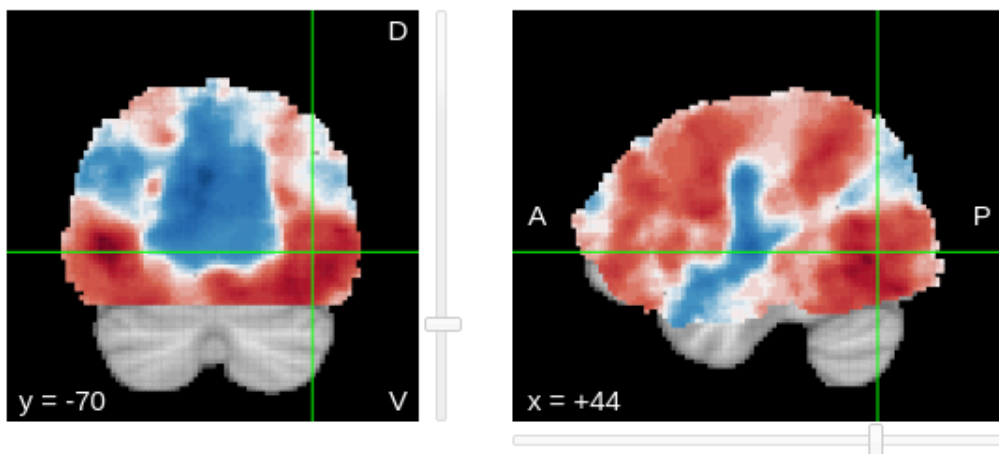 D
A
P
y = -70
V
x = +44